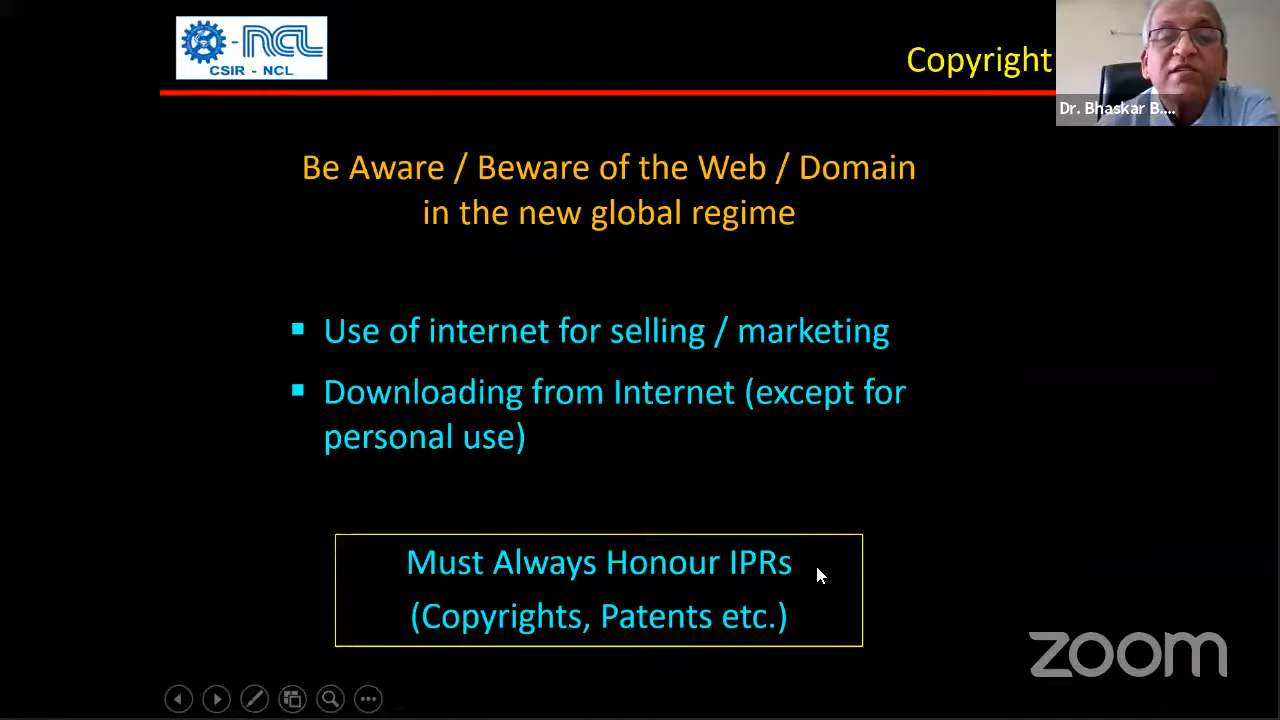 NCL
CSIR - NCL
Copyright
Dr. Bhaskar B....
Be Aware / Beware of the Web / Domain
in the new global regime
▪ Use of internet for selling / marketing
▪ Downloading from Internet (except for
personal use)
Must Always Honour IPRs
(Copyrights, Patents etc.)
zoom